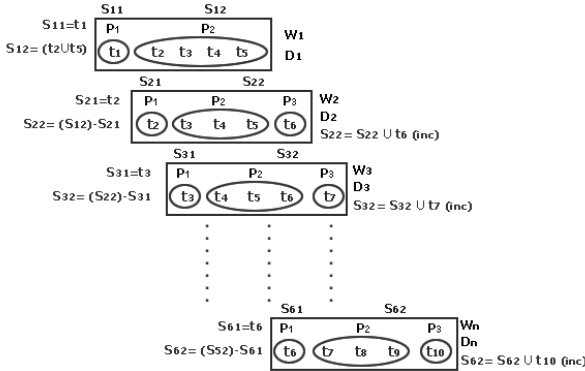 S11 S12
S11=t1 P1 P2 W1
S12= (t2∪t5) t1 t2 t3 t4 t5 D1
S21 S22
S21=t2 P1 P2 P3 W2
S22= (S12)-S21 t2 t3 t4 t5 t6 D2
S22= S22 ∪ t6 (inc)
S31 S32
S31=t3 P1 P2 P3 W3
S32= (S22)-S31 t3 t4 t5 t6 t7 D3
S32= S32 ∪ t7 (inc)
S61 S62
S61=t6 P1 P2 P3 Wn
S62= (S52)-S61 t6 t7 t8 t9 t10 Dn
S62= S62 ∪ t10 (inc)